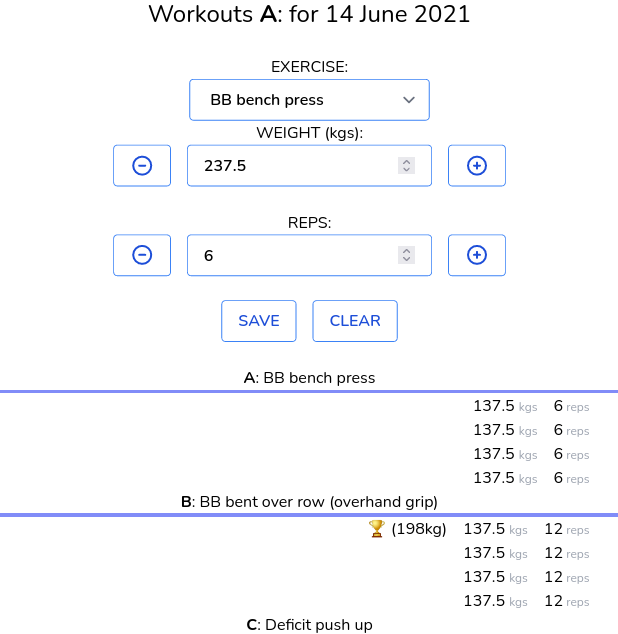 Workouts A: for 14 June 2021
EXERCISE:
BB bench press
WEIGHT (kgs):
237.5
REPS:
6
SAVE CLEAR
A: BB bench press
137.5 kgs 6 reps
137.5 kgs 6 reps
137.5 kgs 6 reps
137.5 kgs 6 reps
B: BB bent over row (overhand grip)
(198kg) 137.5 kgs 12 reps
137.5 kgs 12 reps
137.5 kgs 12 reps
137.5 kgs 12 reps
C: Deficit push up